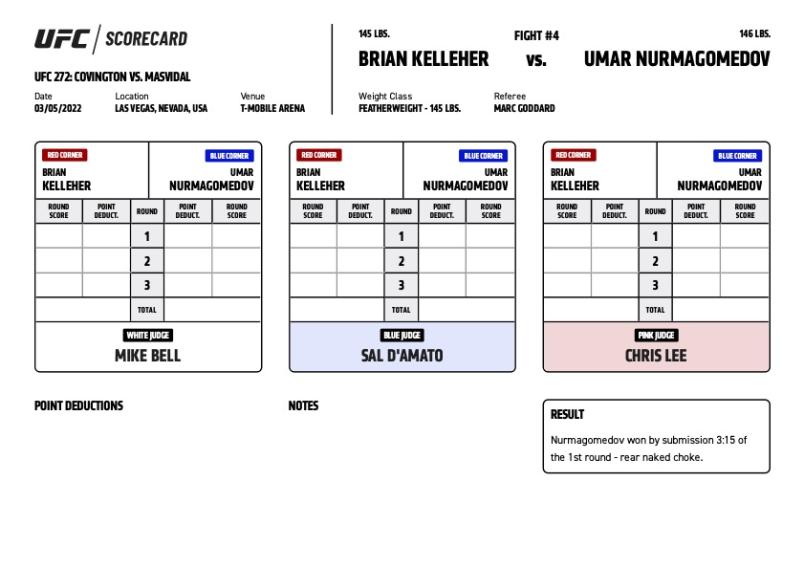 UFC / SCORECARD
UFC 272: COVINGTON VS. MASVIDAL
Date Location Venue
03/05/2022 LAS VEGAS, NEVADA, USA T-MOBILE ARENA
145 LBS. FIGHT #4 146 LBS.
BRIAN KELLEHER vs. UMAR NURMAGOMEDOV
Weight Class Referee
FEATHERWEIGHT - 145 LBS. MARC GODDARD
RED CORNER BLUE CORNER
BRIAN UMAR
KELLEHER NURMAGOMEDOV
ROUND SCORE POINT DEDUCT. ROUND POINT DEDUCT. ROUND SCORE
1
2
3
TOTAL
WHITE JUDGE
MIKE BELL
RED CORNER BLUE CORNER
BRIAN UMAR
KELLEHER NURMAGOMEDOV
ROUND SCORE POINT DEDUCT. ROUND POINT DEDUCT. ROUND SCORE
1
2
3
TOTAL
BLUE JUDGE
SAL D'AMATO
RED CORNER BLUE CORNER
BRIAN UMAR
KELLEHER NURMAGOMEDOV
ROUND SCORE POINT DEDUCT. ROUND POINT DEDUCT. ROUND SCORE
1
2
3
TOTAL
PINK JUDGE
CHRIS LEE
POINT DEDUCTIONS
NOTES
RESULT
Nurmagomedov won by submission 3:15 of
the 1st round - rear naked choke.